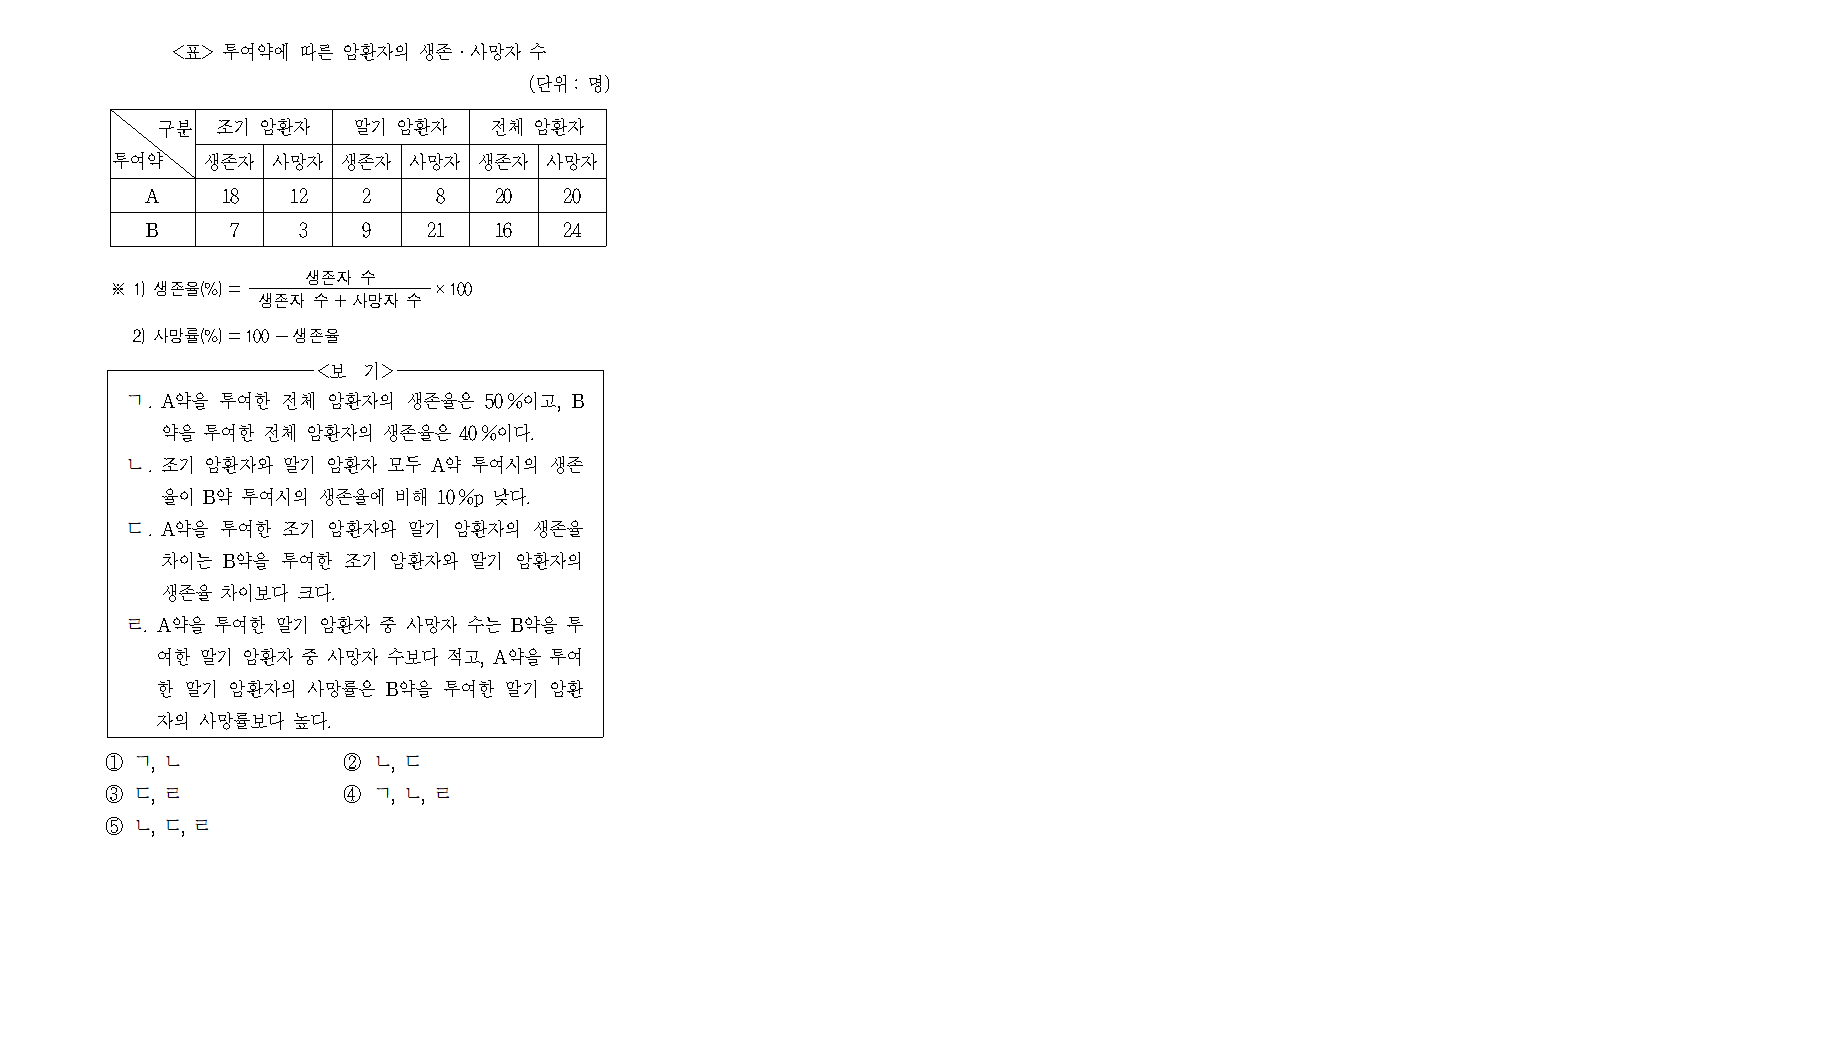 <표> 투여약에 따른 암환자의 생존·사망자 수
(단위 : 명)
구분 조기 암환자 말기 암환자 전체 암환자
투여약 생존자 사망자 생존자 사망자 생존자 사망자
A 18 12 2 8 20 20
B 7 3 9 21 16 24
※ 1) 생존율(%) = 생존자 수 / 생존자 수 + 사망자 수 × 100
2) 사망률(%) = 100 - 생존율
<보 기>
ㄱ. A약을 투여한 전체 암환자의 생존율은 50%이고, B
약을 투여한 전체 암환자의 생존율은 40%이다.
ㄴ. 조기 암환자와 말기 암환자 모두 A약 투여시의 생존
율이 B약 투여시의 생존율에 비해 10%p 낮다.
ㄷ. A약을 투여한 조기 암환자와 말기 암환자의 생존율
차이는 B약을 투여한 조기 암환자와 말기 암환자의
생존율 차이보다 크다.
ㄹ. A약을 투여한 말기 암환자 중 사망자 수는 B약을 투
여한 말기 암환자 중 사망자 수보다 적고, A약을 투여
한 말기 암환자의 사망률은 B약을 투여한 말기 암환
자의 사망률보다 높다.
① ㄱ, ㄴ ② ㄴ, ㄷ
③ ㄷ, ㄹ ④ ㄱ, ㄴ, ㄹ
⑤ ㄴ, ㄷ, ㄹ